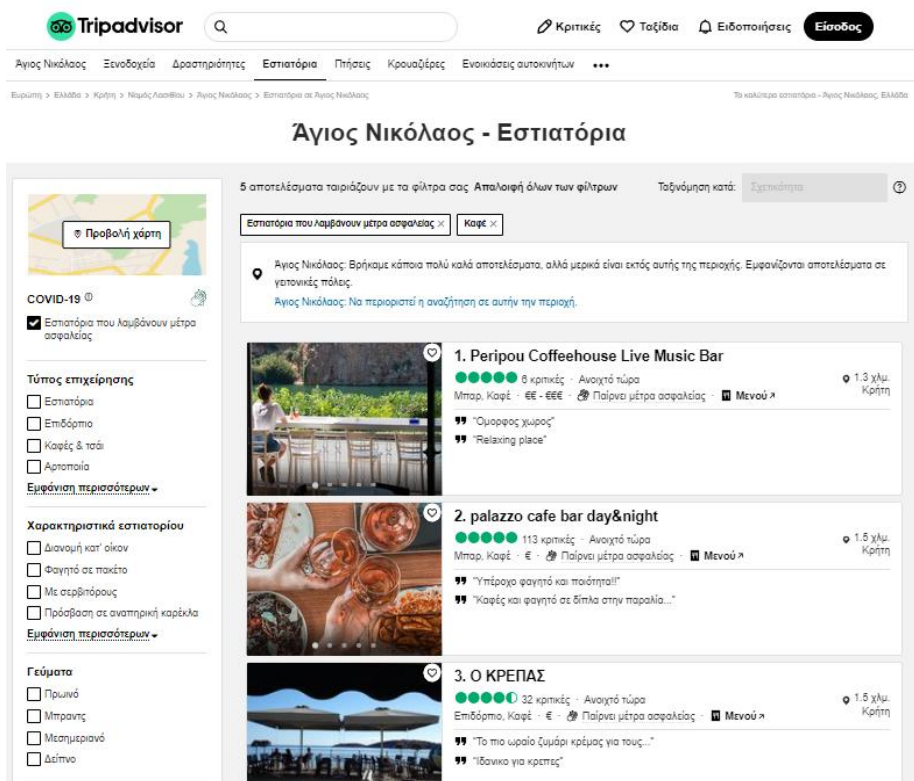 Tripadvisor
Κριτικές
Ταξίδια
Ειδοποιήσεις
Είσοδος
Άγιος Νικόλαος Ξενοδοχεία Δραστηριότητες Εστιατόρια Πτήσεις Κρουαζιέρες Ενοικιάσεις αυτοκινήτων •••
Ευρώπη > Ελλάδα > Κρήτη > Νομός Λασιθίου > Άγιος Νικόλαος > Εστιατόρια σε Άγιος Νικόλαος
Τα καλύτερα εστιατόρια - Άγιος Νικόλαος, Ελλάδα
Άγιος Νικόλαος - Εστιατόρια
Προβολή χάρτη
COVID-19
Εστιατόρια που λαμβάνουν μέτρα
ασφαλείας
Τύπος επιχείρησης
Εστιατόρια
Επιδόρπιο
Καφές & τσάι
Αρτοποιία
Εμφάνιση περισσότερων
Χαρακτηριστικά εστιατορίου
Διανομή κατ' οίκον
Φαγητό σε πακέτο
Με σερβιτόρους
Πρόσβαση σε αναπηρική καρέκλα
Εμφάνιση περισσότερων
Γεύματα
Πρωινό
Μπραντς
Μεσημεριανό
Δείπνο
5 αποτελέσματα ταιριάζουν με τα φίλτρα σας Απαλοιφή όλων των φίλτρων
Ταξινόμηση κατά: Σχετικότητα
Εστιατόρια που λαμβάνουν μέτρα ασφαλείας ×
Καφέ ×
Άγιος Νικόλαος: Βρήκαμε κάποια πολύ καλά αποτελέσματα, αλλά μερικά είναι εκτός αυτής της περιοχής. Εμφανίζονται αποτελέσματα σε
γειτονικές πόλεις.
Άγιος Νικόλαος: Να περιοριστεί η αναζήτηση σε αυτήν την περιοχή.
1. Peripou Coffeehouse Live Music Bar
6 κριτικές · Ανοιχτό τώρα
Μπαρ, Καφέ · €€ - €€€ · Παίρνει μέτρα ασφαλείας · Μενού
1.3 χλμ.
Κρήτη
"Ομορφος χωρος"
"Relaxing place"
2. palazzo cafe bar day&night
113 κριτικές · Ανοιχτό τώρα
Μπαρ, Καφέ · € · Παίρνει μέτρα ασφαλείας · Μενού
1.5 χλμ.
Κρήτη
"Υπέροχο φαγητό και ποιότητα!!"
"Καφές και φαγητό σε δίπλα στην παραλία..."
3. Ο ΚΡΕΠΑΣ
32 κριτικές · Ανοιχτό τώρα
Επιδόρπιο, Καφέ · € · Παίρνει μέτρα ασφαλείας · Μενού
1.5 χλμ.
Κρήτη
"Το πιο ωραίο ζυμάρι κρέμας για τους..."
"Ιδανικο για κρεπες"